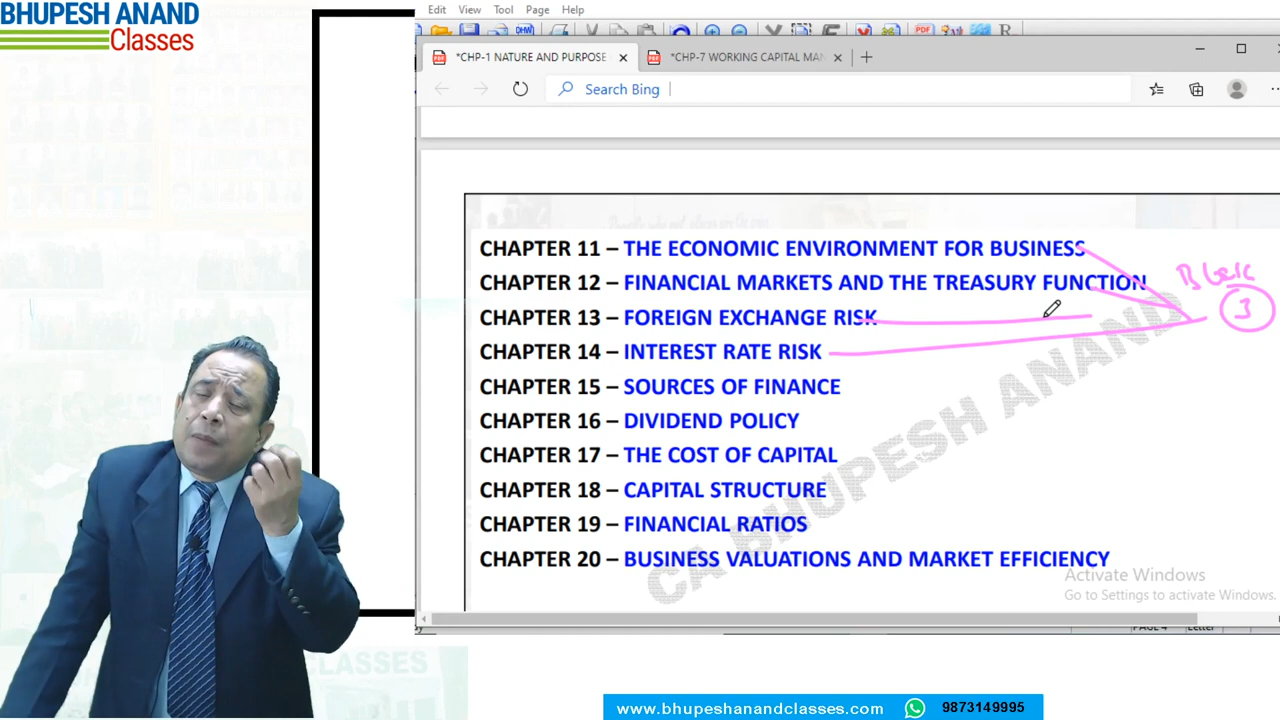 BHUPESH ANAND
Classes
Edit View Tool Page Help
*CHP-1 NATURE AND PURPOSE
*CHP-7 WORKING CAPITAL MAN
Search Bing
CHAPTER 11 – THE ECONOMIC ENVIRONMENT FOR BUSINESS
CHAPTER 12 – FINANCIAL MARKETS AND THE TREASURY FUNCTION
CHAPTER 13 – FOREIGN EXCHANGE RISK
CHAPTER 14 – INTEREST RATE RISK
CHAPTER 15 – SOURCES OF FINANCE
CHAPTER 16 – DIVIDEND POLICY
CHAPTER 17 – THE COST OF CAPITAL
CHAPTER 18 – CAPITAL STRUCTURE
CHAPTER 19 – FINANCIAL RATIOS
CHAPTER 20 – BUSINESS VALUATIONS AND MARKET EFFICIENCY
3
CA BHUPESH ANAND
Activate Windows
Go to Settings to activate Windows.
CLASSES
www.bhupeshanandclasses.com 9873149995